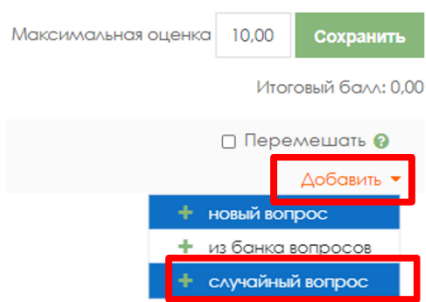 Максимальная оценка 10,00 Сохранить
Итоговый балл: 0,00
Перемешать ?
Добавить
+ новый вопрос
+ из банка вопросов
+ случайный вопрос